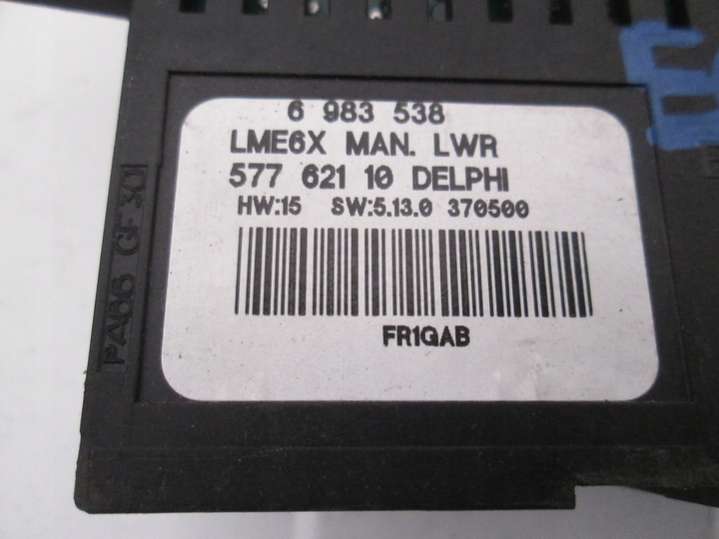 6 983 538
LME6X MAN. LWR
577 621 10 DELPHI
HW:15 SW:5.13.0 370500
FR1QAB
PA66 GF30